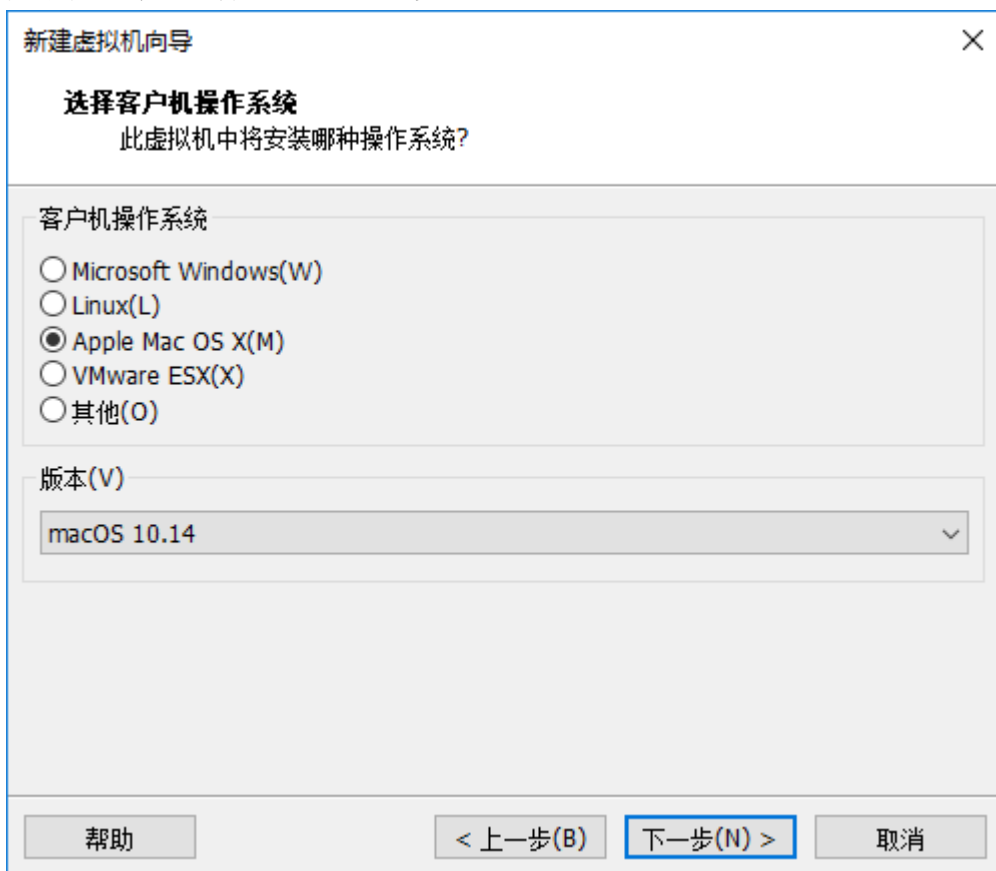 新建虚拟机向导
选择客户机操作系统
此虚拟机中将安装哪种操作系统?
客户机操作系统
Microsoft Windows(W)
Linux(L)
Apple Mac OS X(M)
VMware ESX(X)
其他(O)
版本(V)
macOS 10.14
帮助
< 上一步(B)
下一步(N) >
取消